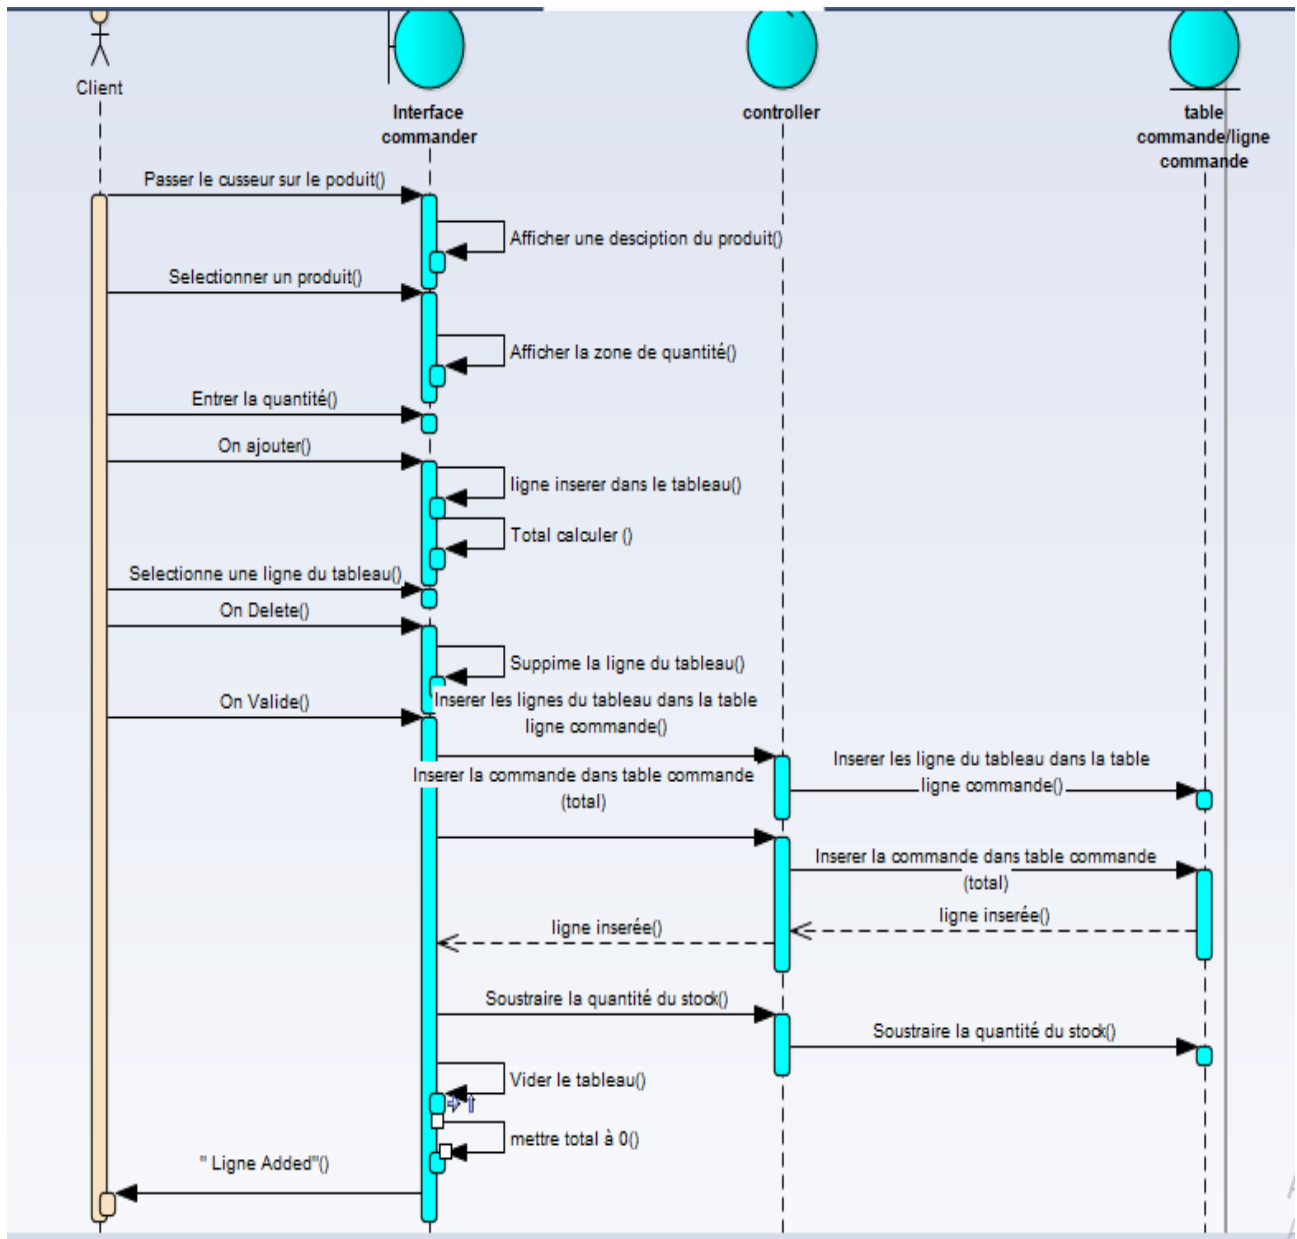 Client
Interface
commander
controller
table
commande/ligne
commande
Passer le cusseur sur le poduit()
Afficher une desciption du produit()
Selectionner un produit()
Afficher la zone de quantité()
Entrer la quantité()
On ajouter()
ligne inserer dans le tableau()
Total calculer ()
Selectionne une ligne du tableau()
On Delete()
Suppime la ligne du tableau()
On Valide()
Inserer les lignes du tableau dans la table
ligne commande()
Inserer les ligne du tableau dans la table
ligne commande()
Inserer la commande dans table commande
(total)
Inserer la commande dans table commande
(total)
ligne inserée()
ligne inserée()
Soustraire la quantité du stock()
Soustraire la quantité du stock()
Vider le tableau()
mettre total à 0()
" Ligne Added"()